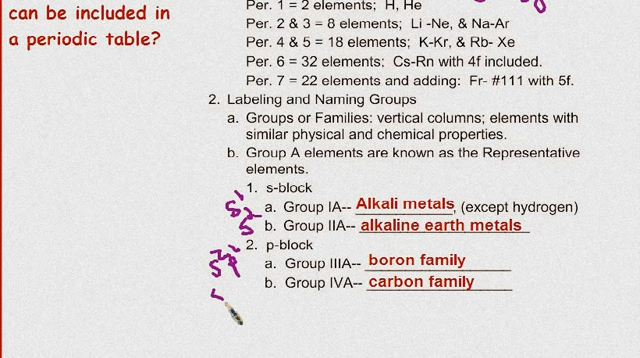 can be included in
a periodic table?
Per. 1 = 2 elements; H, He
Per. 2 & 3 = 8 elements; Li -Ne, & Na-Ar
Per. 4 & 5 = 18 elements; K-Kr, & Rb- Xe
Per. 6 = 32 elements; Cs-Rn with 4f included.
Per. 7 = 22 elements and adding: Fr- #111 with 5f.
2. Labeling and Naming Groups
a. Groups or Families: vertical columns; elements with
similar physical and chemical properties.
b. Group A elements are known as the Representative
elements.
1. s-block
s¹ a. Group IA-- Alkali metals, (except hydrogen)
s² b. Group IIA-- alkaline earth metals
2. p-block
a. Group IIIA-- boron family
b. Group IVA-- carbon family